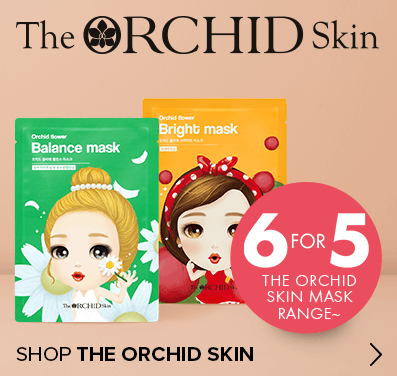 The ORCHID Skin
Orchid flower
Balance mask
The ORCHID Skin
Orchid flower
Bright mask
The ORCHID
6 FOR 5
THE ORCHID
SKIN MASK
RANGE~
SHOP THE ORCHID SKIN